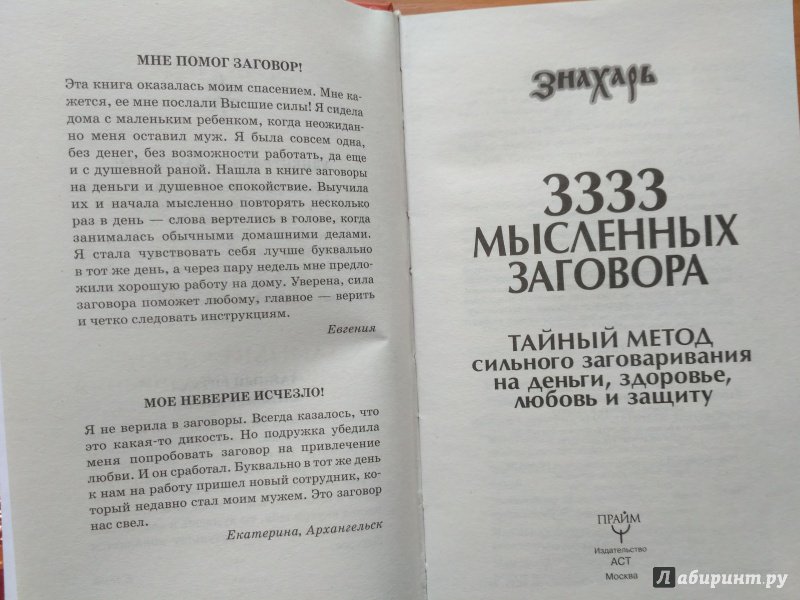 МНЕ ПОМОГ ЗАГОВОР!
Эта книга оказалась моим спасением. Мне ка-
жется, ее мне послали Высшие силы! Я сидела
дома с маленьким ребенком, когда неожидан-
но меня оставил муж. Я была совсем одна,
без денег, без возможности работать, да еще
и с душевной раной. Нашла в книге заговоры
на деньги и душевное спокойствие. Выучила
их и начала мысленно повторять несколько
раз в день — слова вертелись в голове, когда
занималась обычными домашними делами.
Я стала чувствовать себя лучше буквально
в тот же день, а через пару недель мне предло-
жили хорошую работу на дому. Уверена, сила
заговора поможет любому, главное — верить
и четко следовать инструкциям.
Евгения
МОЕ НЕВЕРИЕ ИСЧЕЗЛО!
Я не верила в заговоры. Всегда казалось, что
это какая-то дикость. Но подружка убедила
меня попробовать заговор на привлечение
любви. И он сработал. Буквально в тот же день
к нам на работу пришел новый сотрудник, ко-
торый недавно стал моим мужем. Это заговор
нас свел.
Екатерина, Архангельск
Знахарь
3333
МЫСЛЕННЫХ
ЗАГОВОРА
ТАЙНЫЙ МЕТОД
сильного заговаривания
на деньги, здоровье,
любовь и защиту
ПРАЙМ
Издательство
АСТ
Москва
Лабиринт.ру